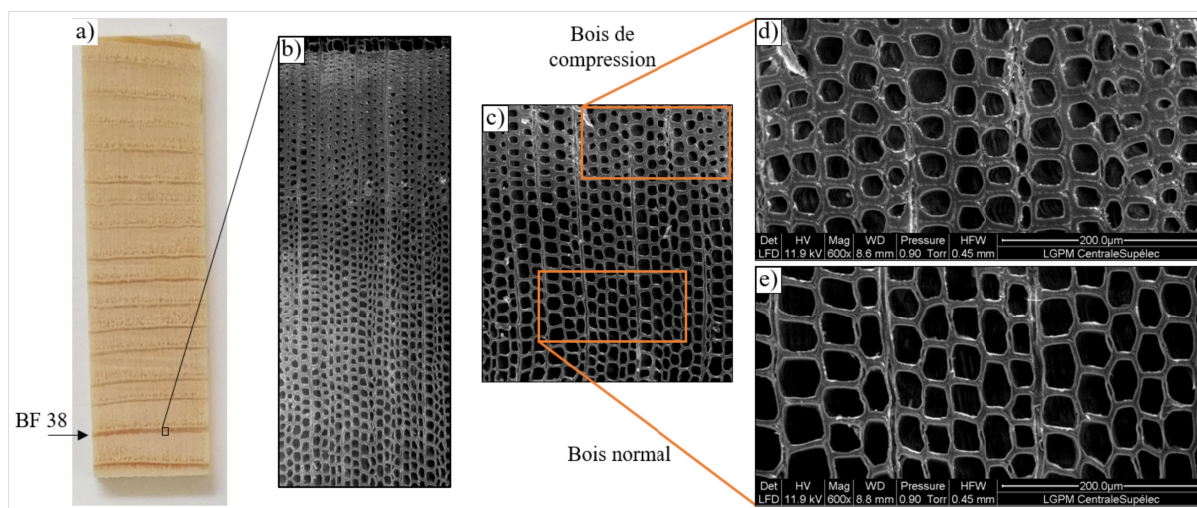 a)
b)
Bois de
compression
c)
d)
Det HV Mag WD Pressure HFW 200.0µm
LFD 11.9 kV 600x 8.6 mm 0.90 Torr 0.45 mm LGPM CentraleSupélec
BF 38
Bois normal
e)
Det HV Mag WD Pressure HFW 200.0µm
LFD 11.9 kV 600x 8.8 mm 0.90 Torr 0.45 mm LGPM CentraleSupélec